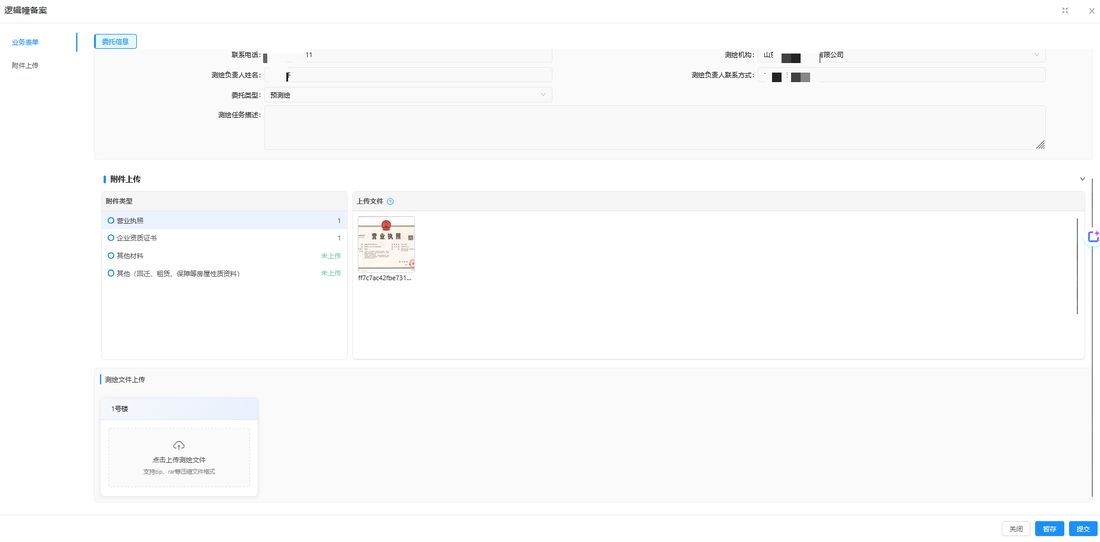 逻辑幢备案
业务表单
附件上传
委托信息
联系电话： 11
测绘机构： 山东 有限公司
测绘负责人姓名：
测绘负责人联系方式：
委托类型： 预测绘
测绘任务描述：
附件上传
附件类型
营业执照 1
企业资质证书 1
其他材料 未上传
其他（回迁、租赁、保障等房屋性质资料） 未上传
上传文件
营业执照
ff7c7ac42fbe731...
测绘文件上传
1号楼
点击上传测绘文件
支持zip、rar等压缩文件格式
关闭 暂存 提交